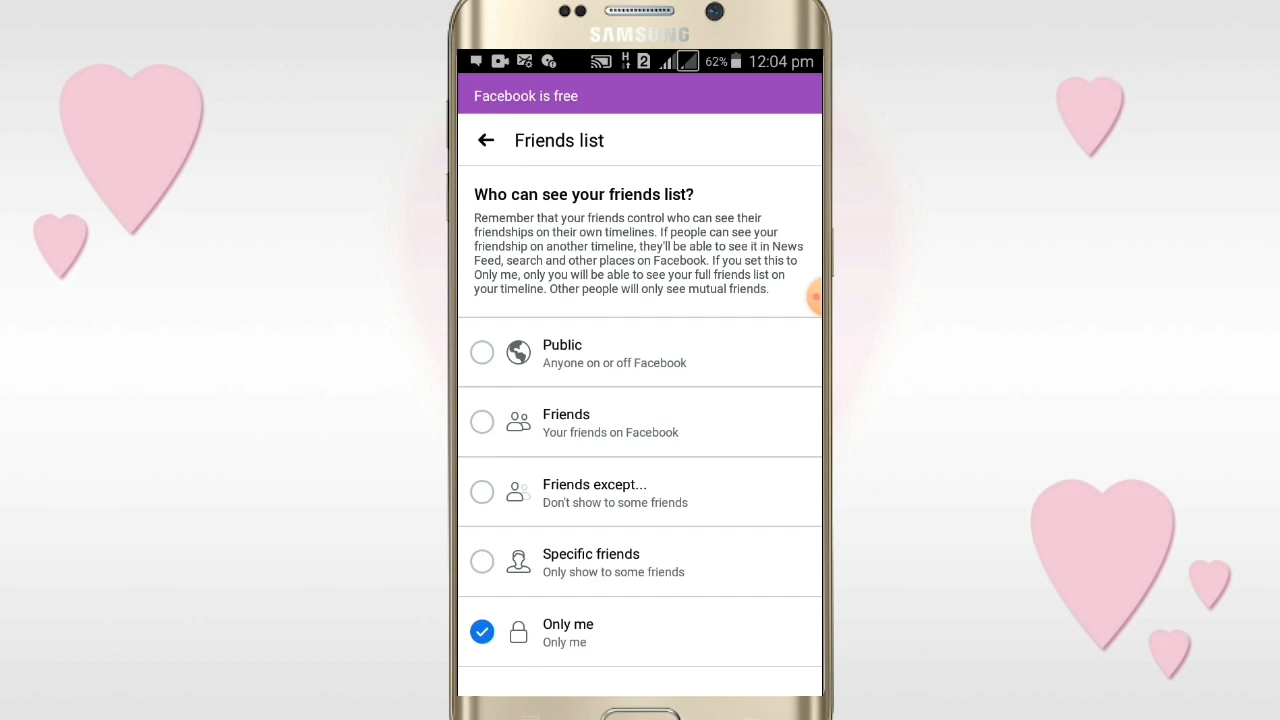 SAMSUNG
H 2 62% 12:04 pm
Facebook is free
Friends list
Who can see your friends list?
Remember that your friends control who can see their
friendships on their own timelines. If people can see your
friendship on another timeline, they'll be able to see it in News
Feed, search and other places on Facebook. If you set this to
Only me, only you will be able to see your full friends list on
your timeline. Other people will only see mutual friends.
Public
Anyone on or off Facebook
Friends
Your friends on Facebook
Friends except...
Don't show to some friends
Specific friends
Only show to some friends
Only me
Only me